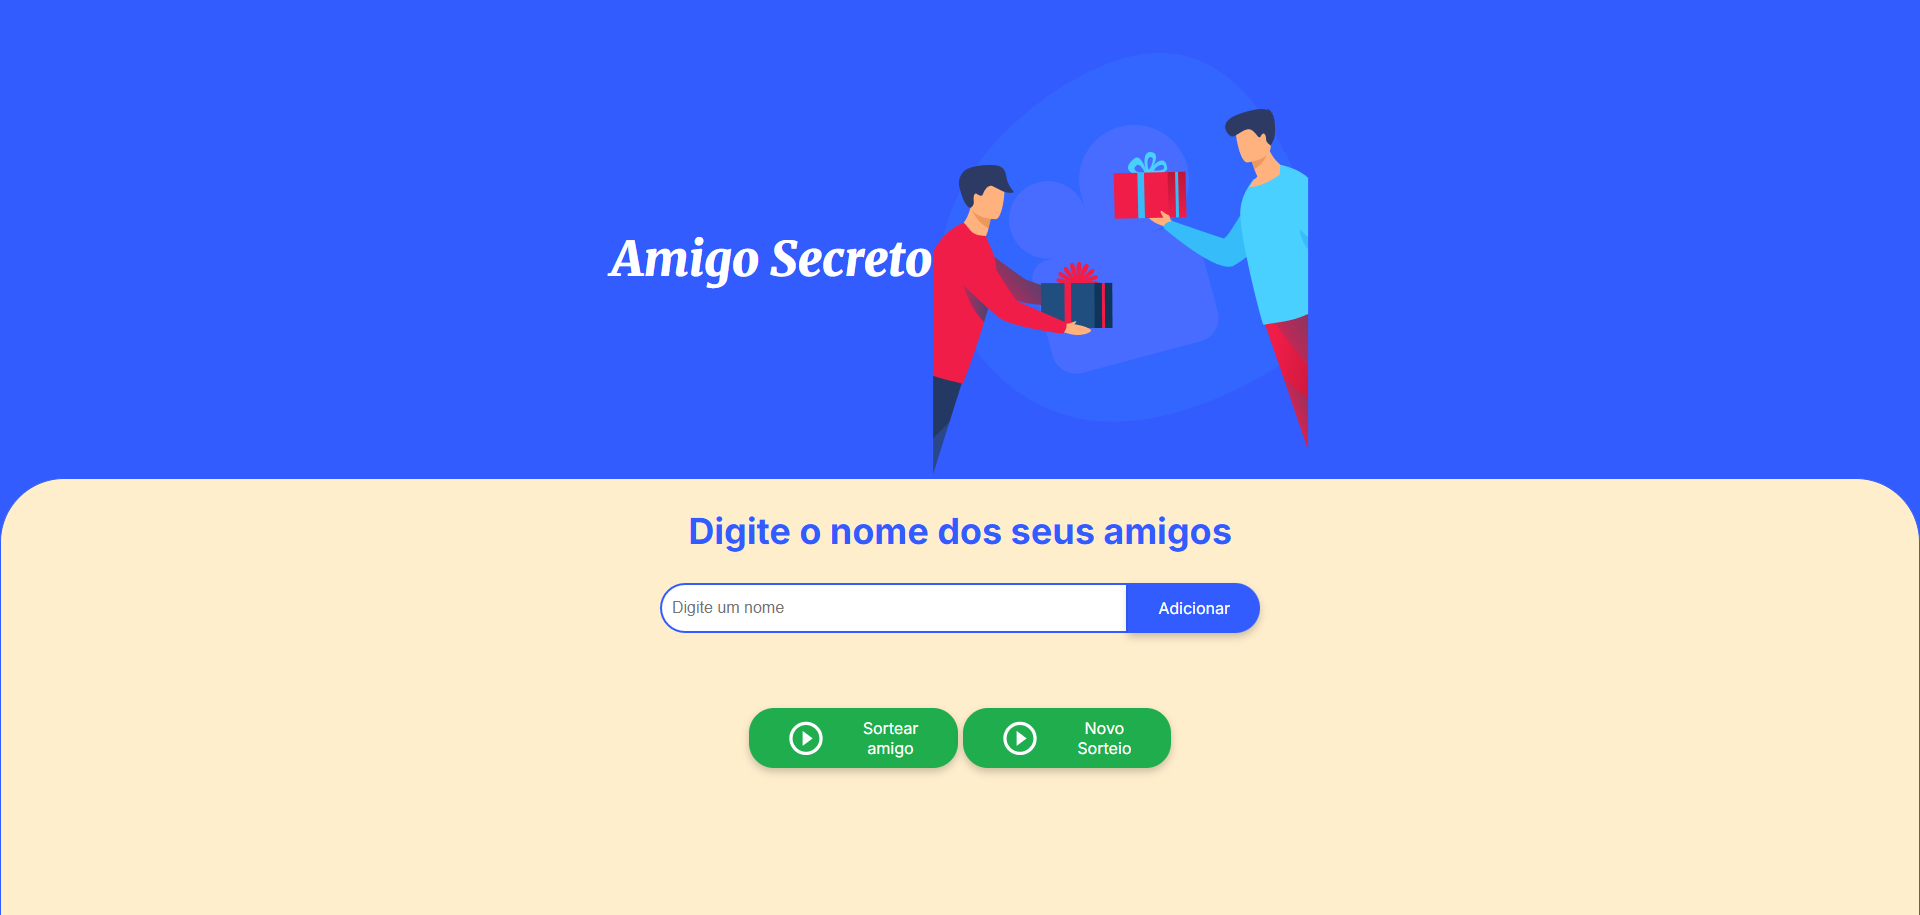 Amigo Secreto
Digite o nome dos seus amigos
Digite um nome
Adicionar
Sortear
amigo
Novo
Sorteio